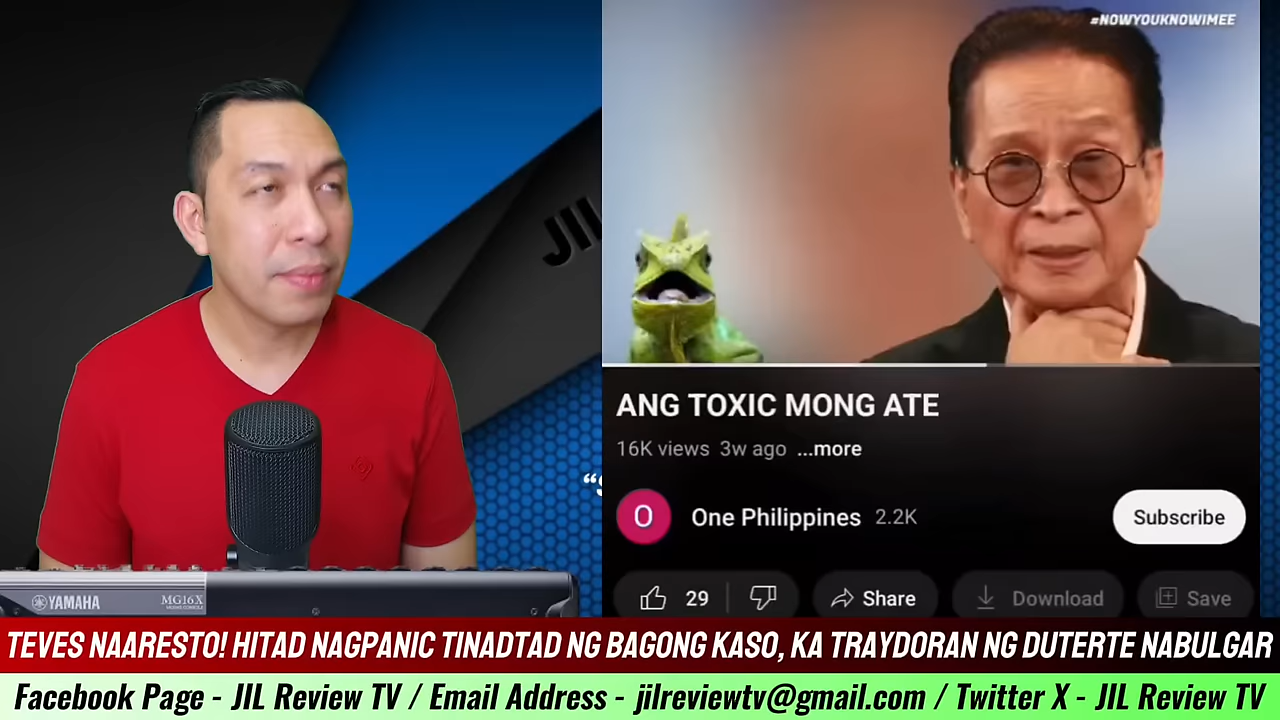 #NOWYOUKNOWIMEE
JIL
ANG TOXIC MONG ATE
16K views 3w ago ...more
“S
O One Philippines 2.2K Subscribe
29 Share Download Save
YAMAHA MG16X
TEVES NAARESTO! HITAD NAGPANIC TINADTAD NG BAGONG KASO, KA TRAYDORAN NG DUTERTE NABULGAR
Facebook Page - JIL Review TV / Email Address - jilreviewtv@gmail.com / Twitter X - JIL Review TV